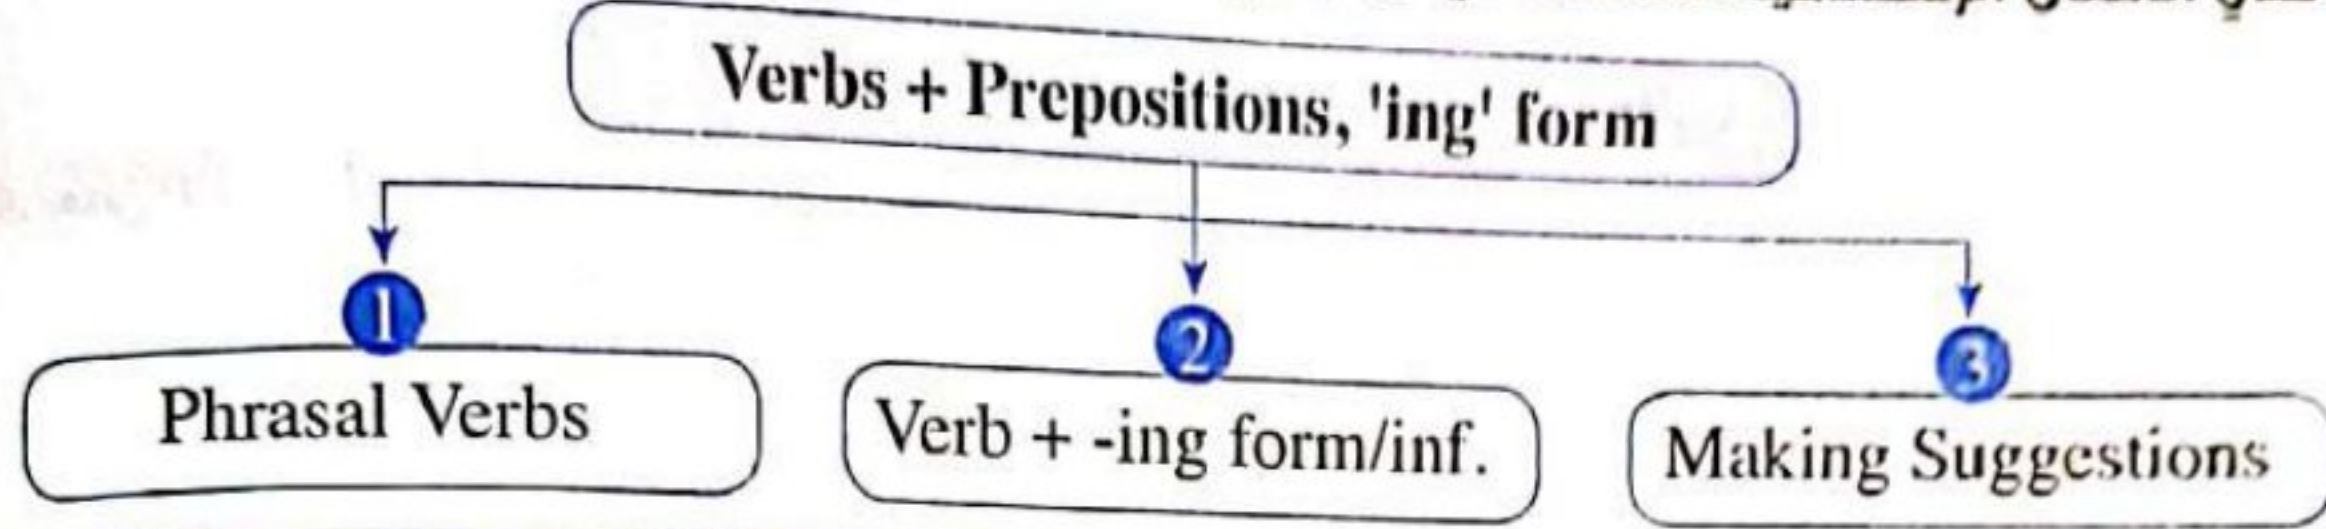 Verbs + Prepositions, 'ing' form
1
2
3
Phrasal Verbs
Verb + -ing form/inf.
Making Suggestions